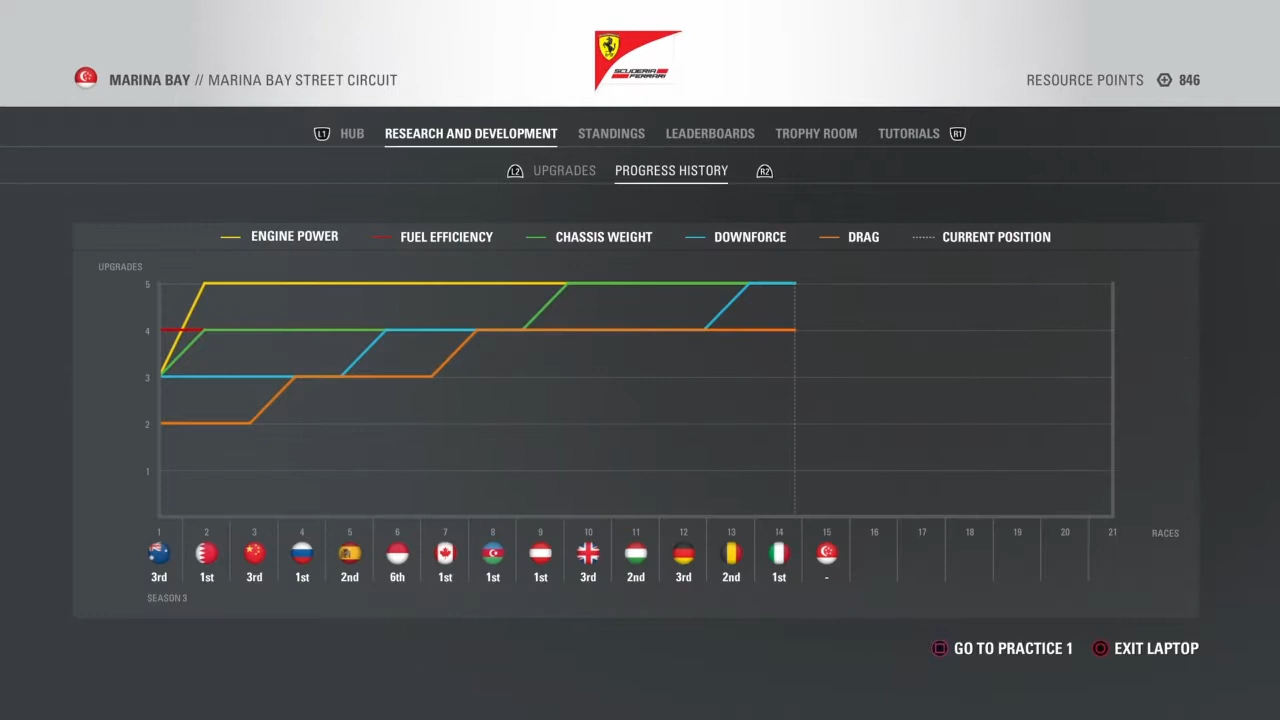 SCUDERIA
FERRARI
MARINA BAY // MARINA BAY STREET CIRCUIT
RESOURCE POINTS 846
L1 HUB RESEARCH AND DEVELOPMENT STANDINGS LEADERBOARDS TROPHY ROOM TUTORIALS R1
L2 UPGRADES PROGRESS HISTORY R2
ENGINE POWER FUEL EFFICIENCY CHASSIS WEIGHT DOWNFORCE DRAG CURRENT POSITION
UPGRADES
5
4
3
2
1
1 2 3 4 5 6 7 8 9 10 11 12 13 14 15 16 17 18 19 20 21 RACES
3rd 1st 3rd 1st 2nd 6th 1st 1st 1st 3rd 2nd 3rd 2nd 1st -
SEASON 3
GO TO PRACTICE 1 EXIT LAPTOP